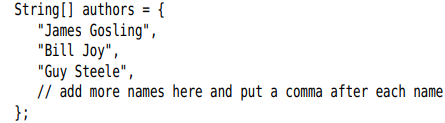 String[] authors = {
   "James Gosling",
   "Bill Joy",
   "Guy Steele",
   // add more names here and put a comma after each name
};